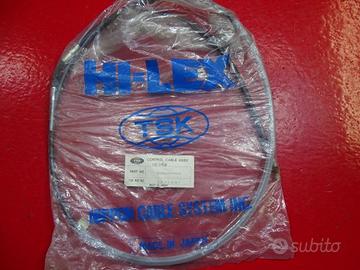 HI-LEX
TSK
CONTROL CABLE ASSY
PART NO
NIPPON CABLE SYSTEM INC.
MADE IN JAPAN
subito